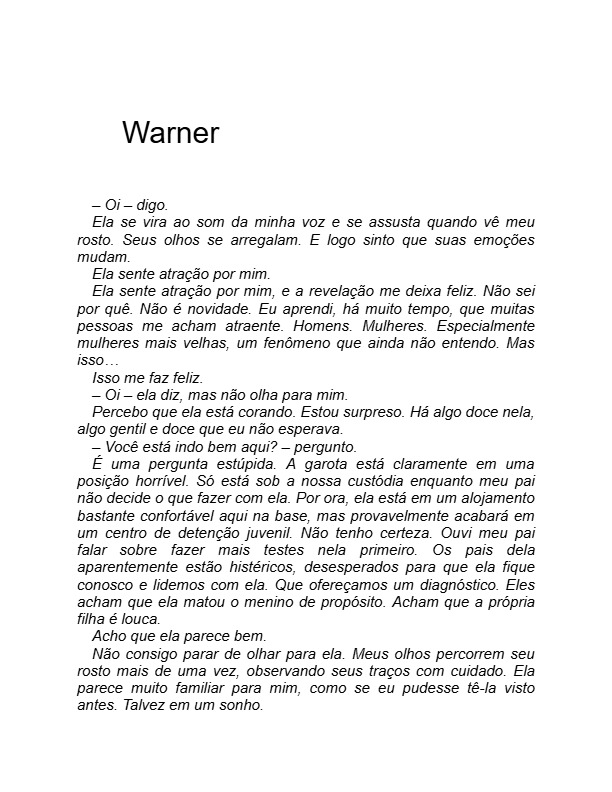 Warner
– Oi – digo.
Ela se vira ao som da minha voz e se assusta quando vê meu
rosto. Seus olhos se arregalam. E logo sinto que suas emoções
mudam.
Ela sente atração por mim.
Ela sente atração por mim, e a revelação me deixa feliz. Não sei
por quê. Não é novidade. Eu aprendi, há muito tempo, que muitas
pessoas me acham atraente. Homens. Mulheres. Especialmente
mulheres mais velhas, um fenômeno que ainda não entendo. Mas
isso…
Isso me faz feliz.
– Oi – ela diz, mas não olha para mim.
Percebo que ela está corando. Estou surpreso. Há algo doce nela,
algo gentil e doce que eu não esperava.
– Você está indo bem aqui? – pergunto.
É uma pergunta estúpida. A garota está claramente em uma
posição horrível. Só está sob a nossa custódia enquanto meu pai
não decide o que fazer com ela. Por ora, ela está em um alojamento
bastante confortável aqui na base, mas provavelmente acabará em
um centro de detenção juvenil. Não tenho certeza. Ouvi meu pai
falar sobre fazer mais testes nela primeiro. Os pais dela
aparentemente estão histéricos, desesperados para que ela fique
conosco e lidemos com ela. Que ofereçamos um diagnóstico. Eles
acham que ela matou o menino de propósito. Acham que a própria
filha é louca.
Acho que ela parece bem.
Não consigo parar de olhar para ela. Meus olhos percorrem seu
rosto mais de uma vez, observando seus traços com cuidado. Ela
parece muito familiar para mim, como se eu pudesse tê-la visto
antes. Talvez em um sonho.